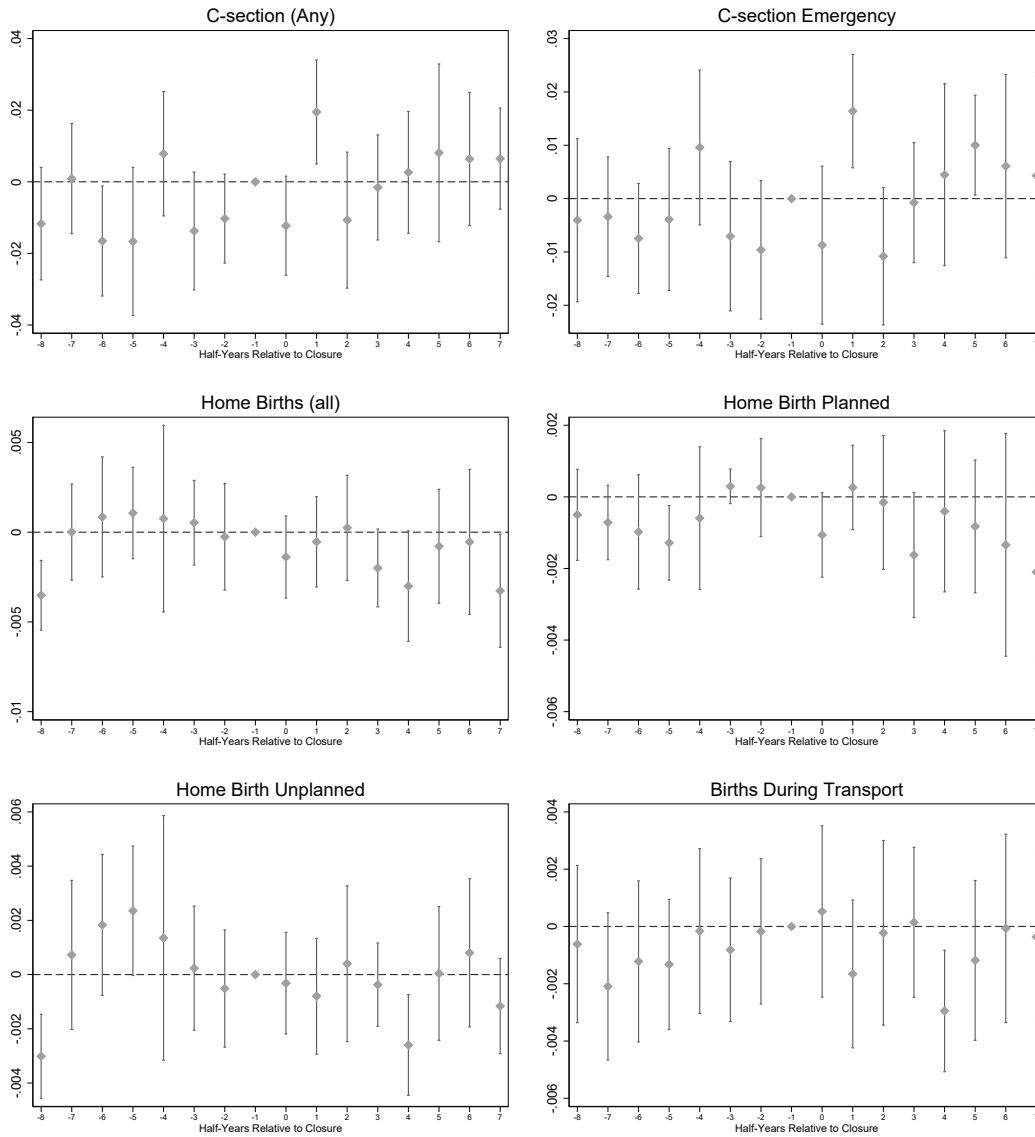 C-section (Any)
.04
.02
0
-.02
-.04
-8 -7 -6 -5 -4 -3 -2 -1 0 1 2 3 4 5 6 7
Half-Years Relative to Closure
C-section Emergency
.03
.02
.01
0
-.01
-.02
-8 -7 -6 -5 -4 -3 -2 -1 0 1 2 3 4 5 6 7
Half-Years Relative to Closure
Home Births (all)
.005
0
-.005
-.01
-8 -7 -6 -5 -4 -3 -2 -1 0 1 2 3 4 5 6 7
Half-Years Relative to Closure
Home Birth Planned
.002
0
-.002
-.004
-.006
-8 -7 -6 -5 -4 -3 -2 -1 0 1 2 3 4 5 6 7
Half-Years Relative to Closure
Home Birth Unplanned
.006
.004
.002
0
-.002
-.004
-8 -7 -6 -5 -4 -3 -2 -1 0 1 2 3 4 5 6 7
Half-Years Relative to Closure
Births During Transport
.004
.002
0
-.002
-.004
-.006
-8 -7 -6 -5 -4 -3 -2 -1 0 1 2 3 4 5 6 7
Half-Years Relative to Closure